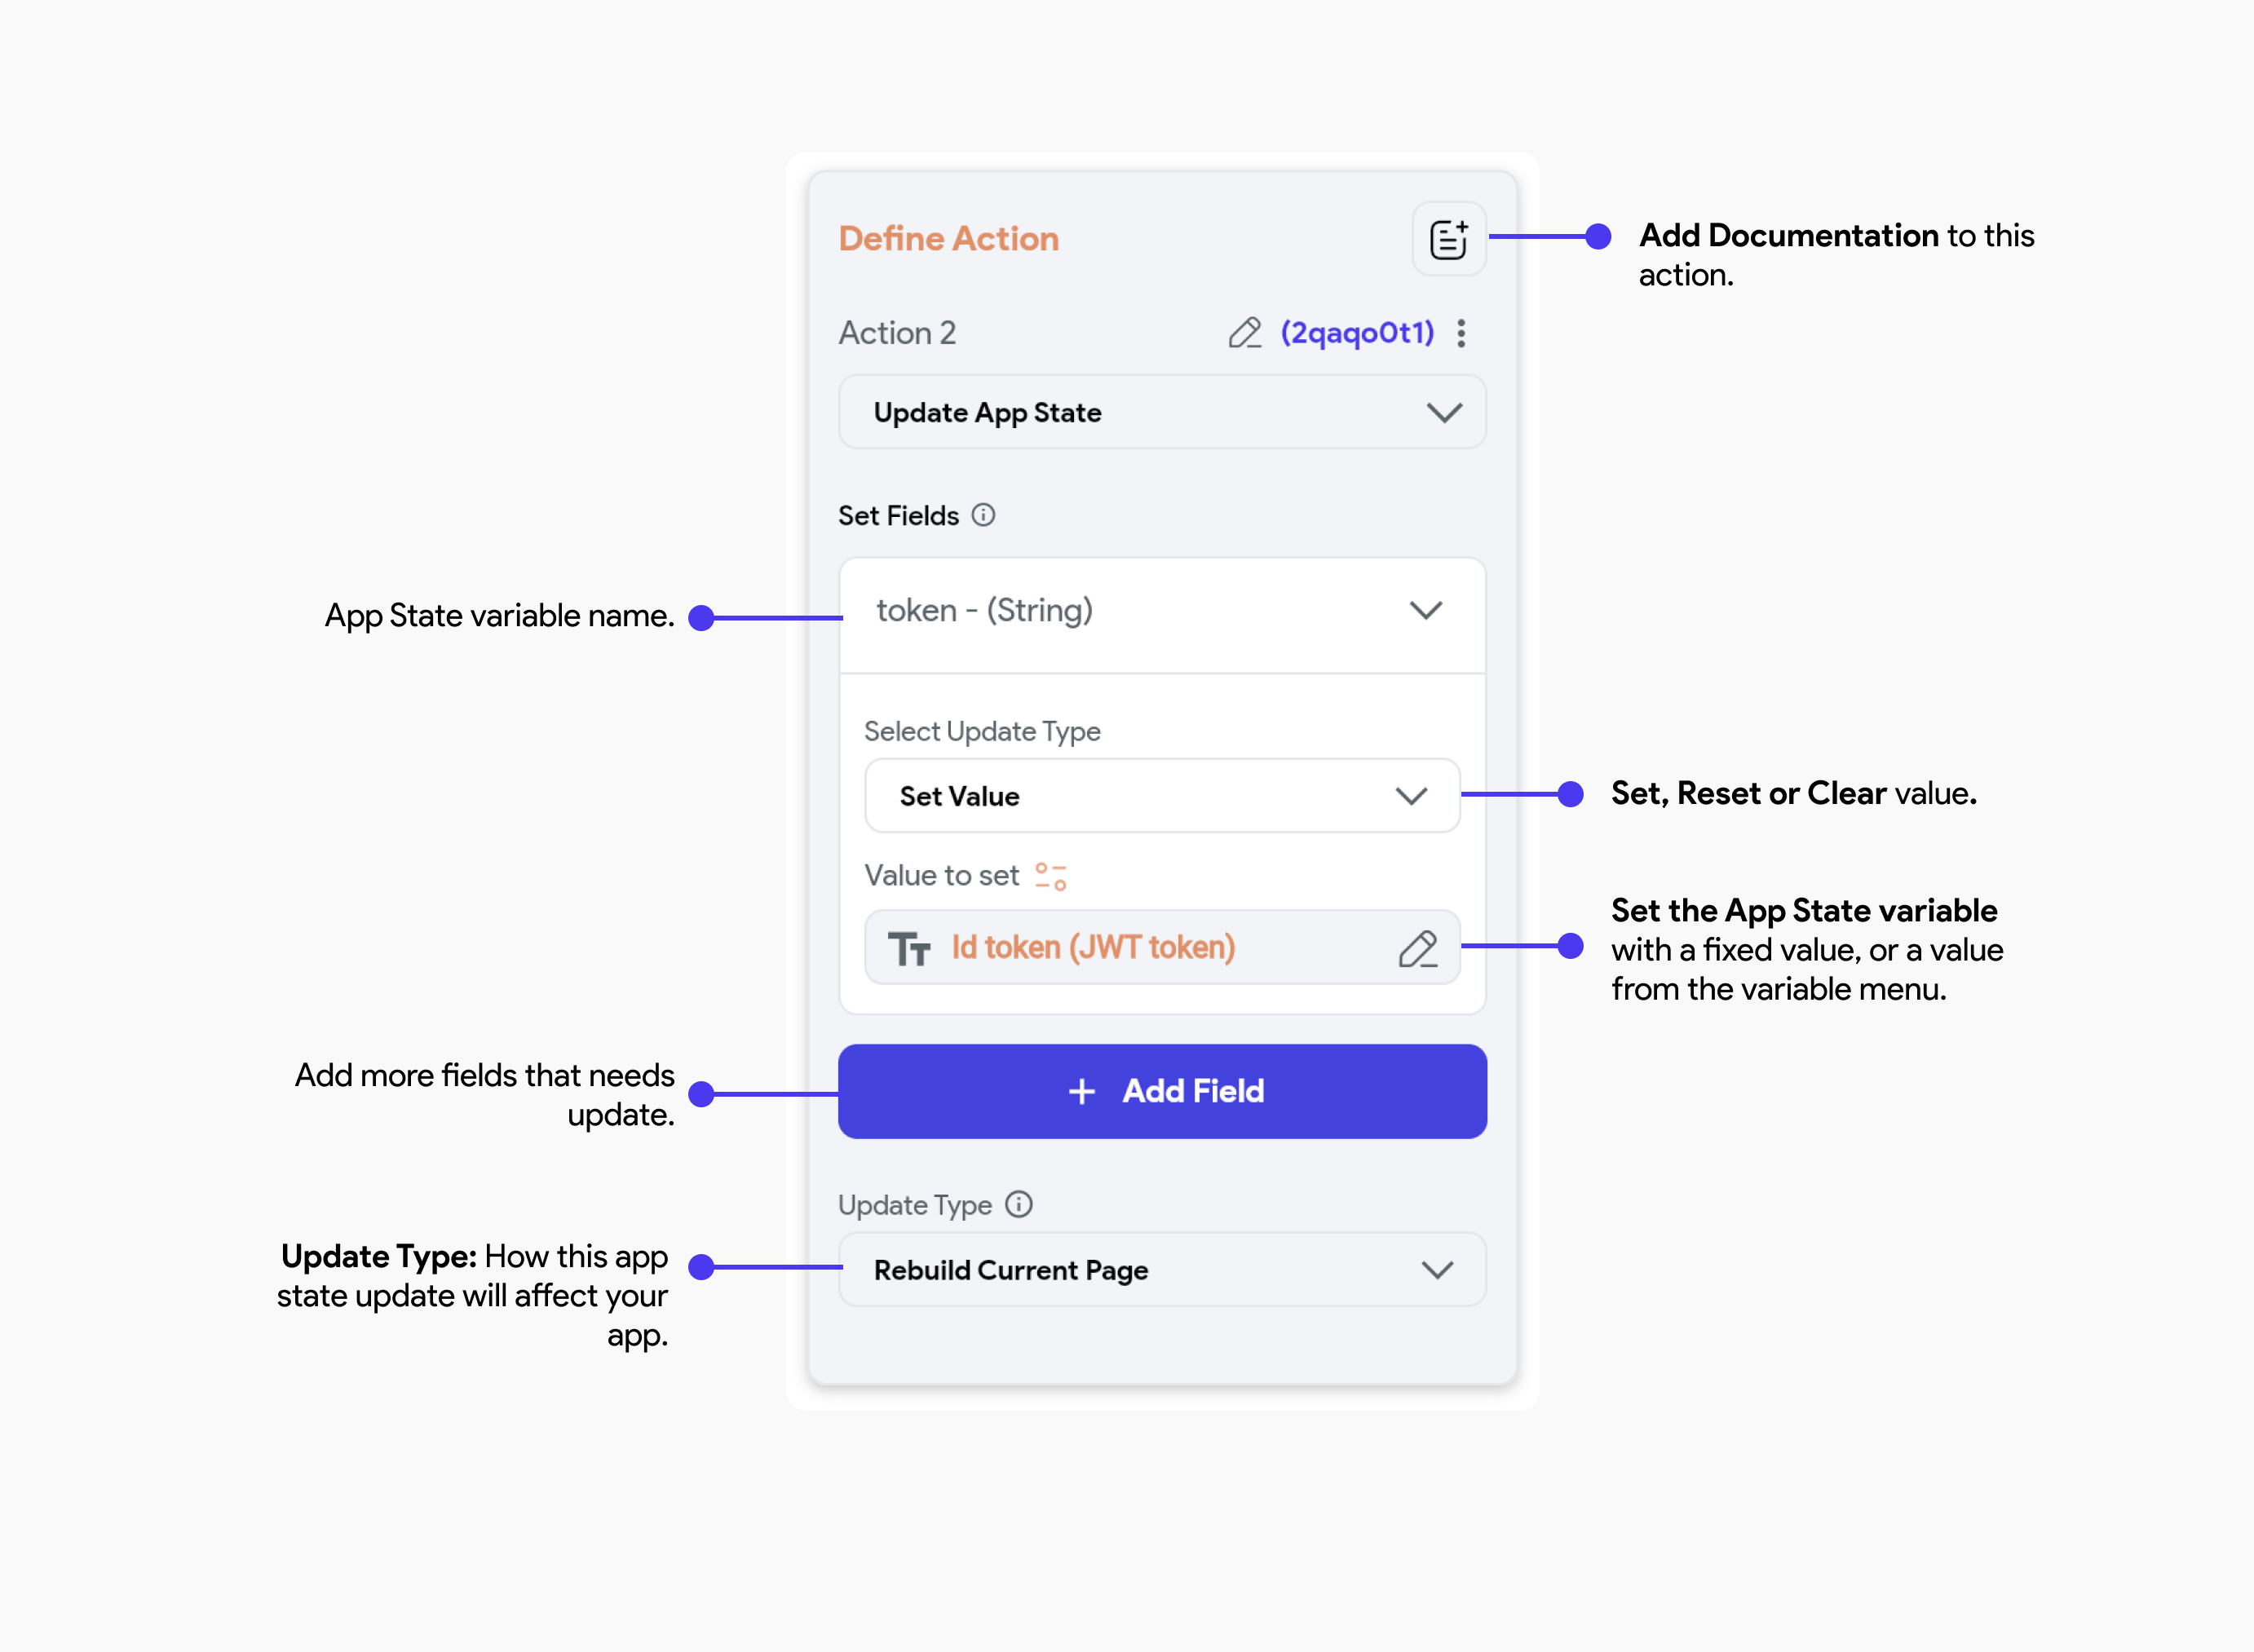 Define Action
Add Documentation to this
action.
Action 2
(2qaqo0t1)
Update App State
Set Fields
App State variable name.
token - (String)
Select Update Type
Set Value
Set, Reset or Clear value.
Value to set
Id token (JWT token)
Set the App State variable
with a fixed value, or a value
from the variable menu.
Add more fields that needs
update.
+ Add Field
Update Type
Update Type: How this app
state update will affect your
app.
Rebuild Current Page